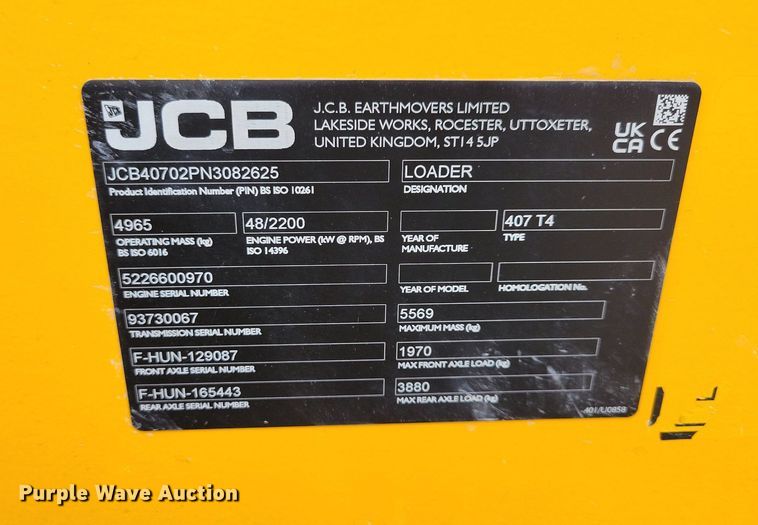 JCB
JCB
J.C.B. EARTHMOVERS LIMITED
LAKESIDE WORKS, ROCESTER, UTTOXETER,
UNITED KINGDOM, ST14 5JP
UK
CA CE
JCB40702PN3082625
Product Identification Number (PIN) BS ISO 10261
LOADER
DESIGNATION
4965
OPERATING MASS (kg)
BS ISO 6016
48/2200
ENGINE POWER (kW @ RPM), BS
ISO 14396
YEAR OF
MANUFACTURE
407 T4
TYPE
5226600970
ENGINE SERIAL NUMBER
YEAR OF MODEL
HOMOLOGATION No.
93730067
TRANSMISSION SERIAL NUMBER
5569
MAXIMUM MASS (kg)
F-HUN-129087
FRONT AXLE SERIAL NUMBER
1970
MAX FRONT AXLE LOAD (kg)
F-HUN-165443
REAR AXLE SERIAL NUMBER
3880
MAX REAR AXLE LOAD (kg)
401/U0858
Purple Wave Auction